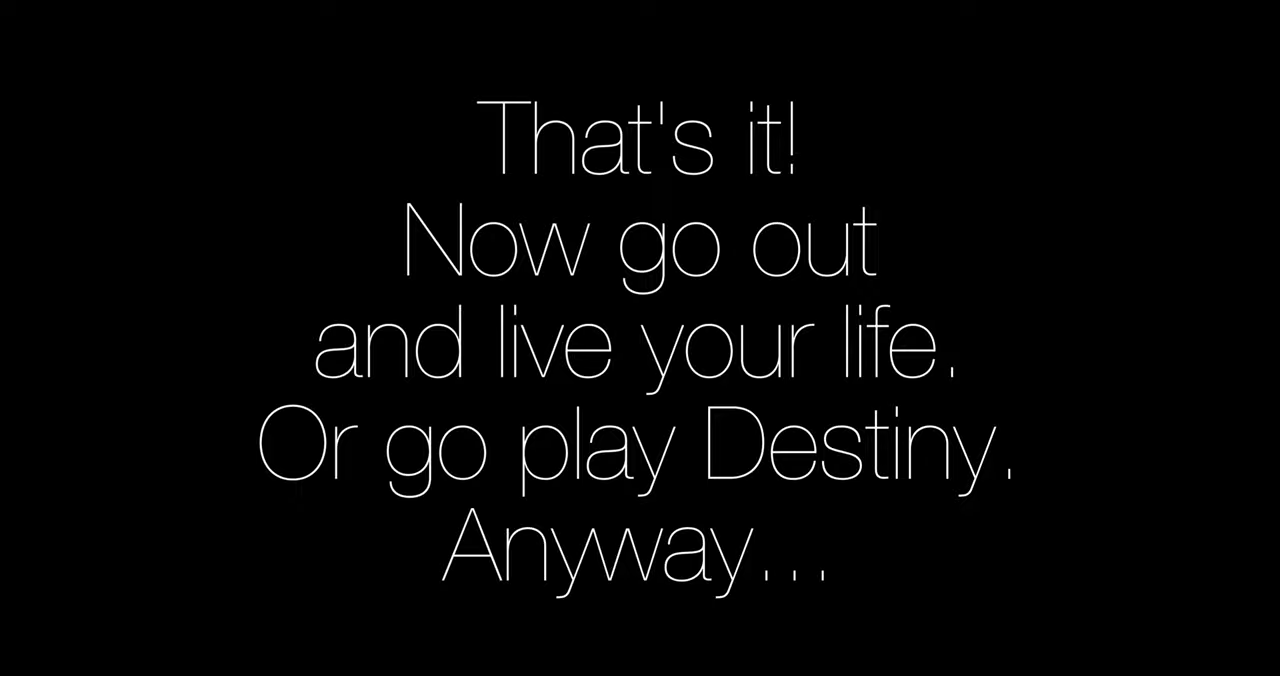 That's it!
Now go out
and live your life.
Or go play Destiny.
Anyway...